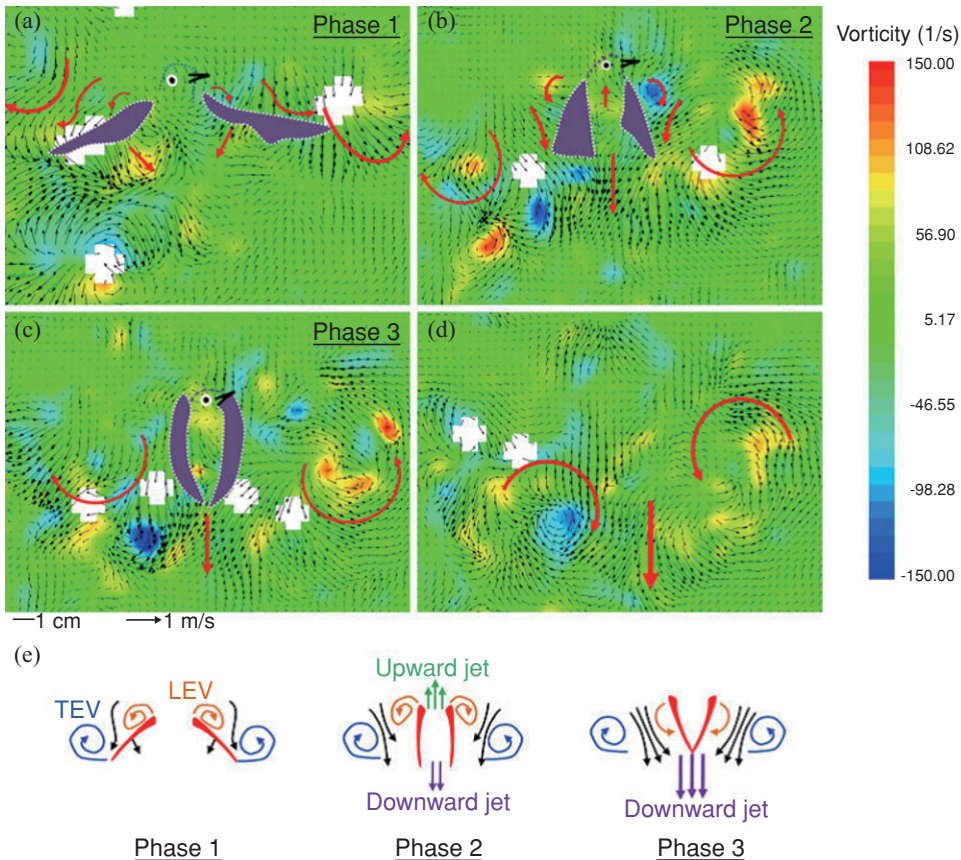 (a)
Phase 1
(b)
Phase 2
Vorticity (1/s)
150.00
108.62
56.90
5.17
-46.55
-98.28
-150.00
(c)
Phase 3
(d)
1 cm
1 m/s
(e)
TEV
LEV
Upward jet
Downward jet
Downward jet
Phase 1
Phase 2
Phase 3